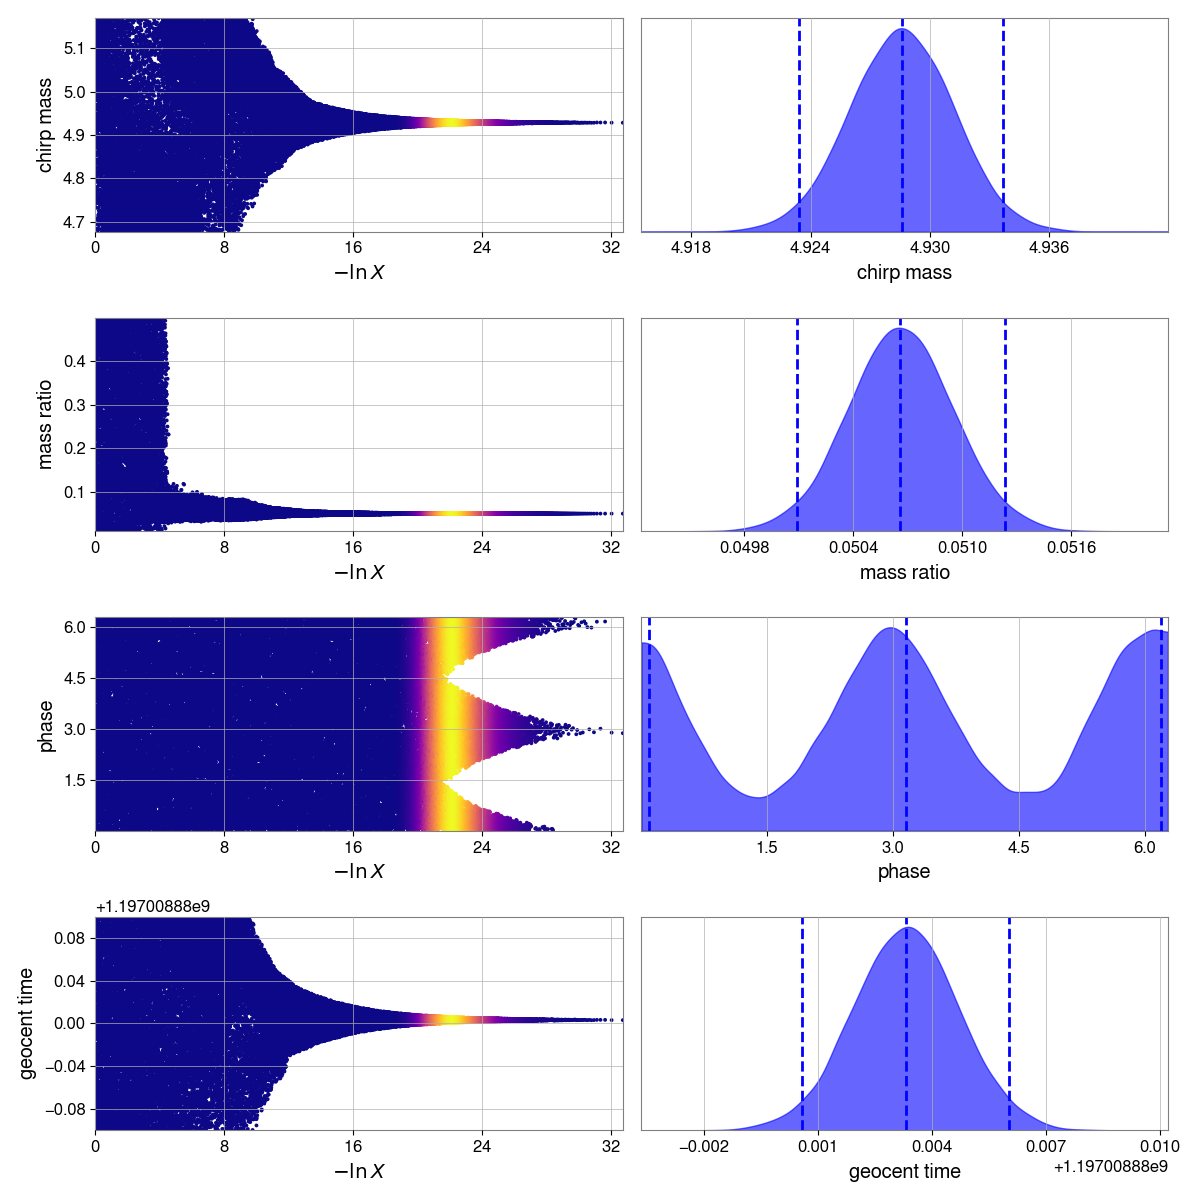 5.1
5.0
4.9
4.8
4.7
chirp mass
0 8 16 24 32
−ln X
4.918 4.924 4.930 4.936
chirp mass
0.4
0.3
0.2
0.1
mass ratio
0 8 16 24 32
−ln X
0.0498 0.0504 0.0510 0.0516
mass ratio
6.0
4.5
3.0
1.5
phase
0 8 16 24 32
−ln X
1.5 3.0 4.5 6.0
phase
+1.19700888e9
0.08
0.04
0.00
−0.04
−0.08
geocent time
0 8 16 24 32
−ln X
−0.002 0.001 0.004 0.007 0.010
+1.19700888e9
geocent time